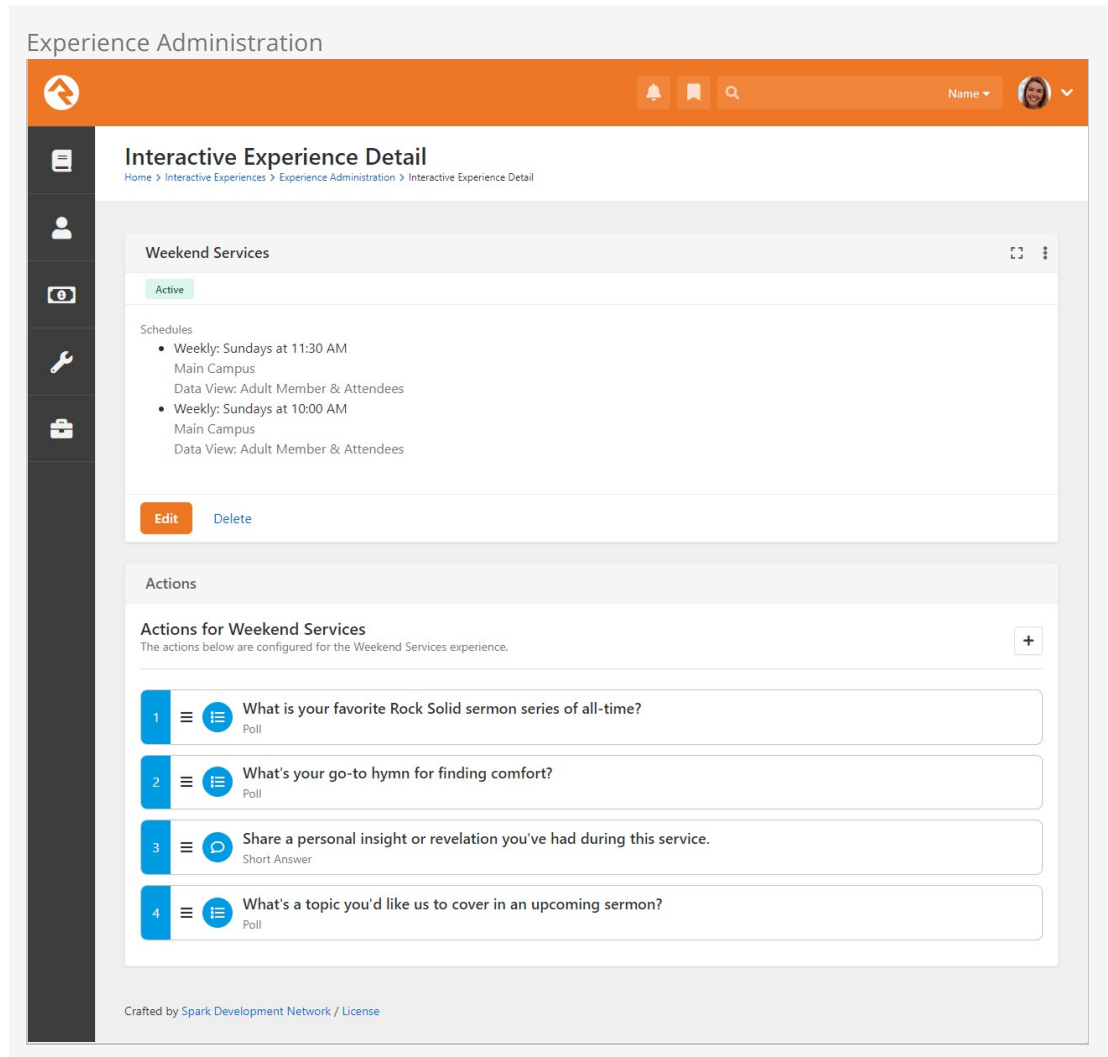 Experience Administration
Name
Interactive Experience Detail
Home > Interactive Experiences > Experience Administration > Interactive Experience Detail
Weekend Services
Active
Schedules
• Weekly: Sundays at 11:30 AM
Main Campus
Data View: Adult Member & Attendees
• Weekly: Sundays at 10:00 AM
Main Campus
Data View: Adult Member & Attendees
Edit Delete
Actions
Actions for Weekend Services
The actions below are configured for the Weekend Services experience.
+
1 What is your favorite Rock Solid sermon series of all-time?
Poll
2 What's your go-to hymn for finding comfort?
Poll
3 Share a personal insight or revelation you've had during this service.
Short Answer
4 What's a topic you'd like us to cover in an upcoming sermon?
Poll
Crafted by Spark Development Network / License